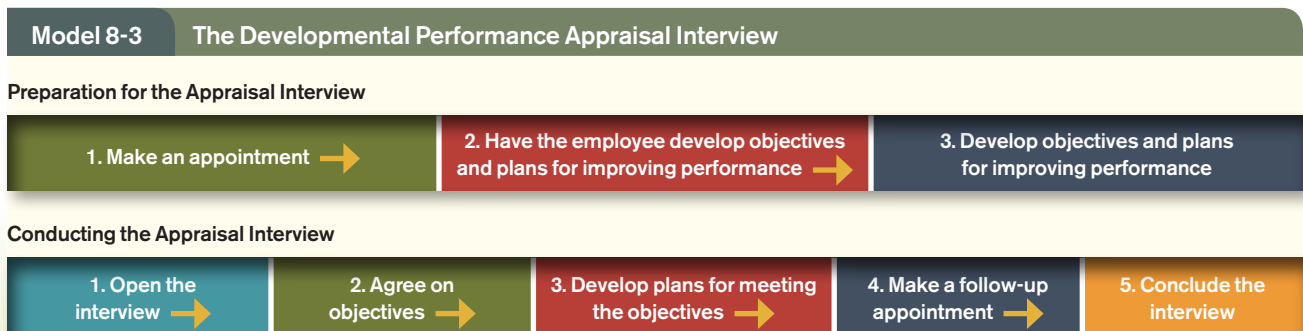 Model 8-3
The Developmental Performance Appraisal Interview
Preparation for the Appraisal Interview
1. Make an appointment
2. Have the employee develop objectives
and plans for improving performance
3. Develop objectives and plans
for improving performance
Conducting the Appraisal Interview
1. Open the
interview
2. Agree on
objectives
3. Develop plans for meeting
the objectives
4. Make a follow-up
appointment
5. Conclude the
interview